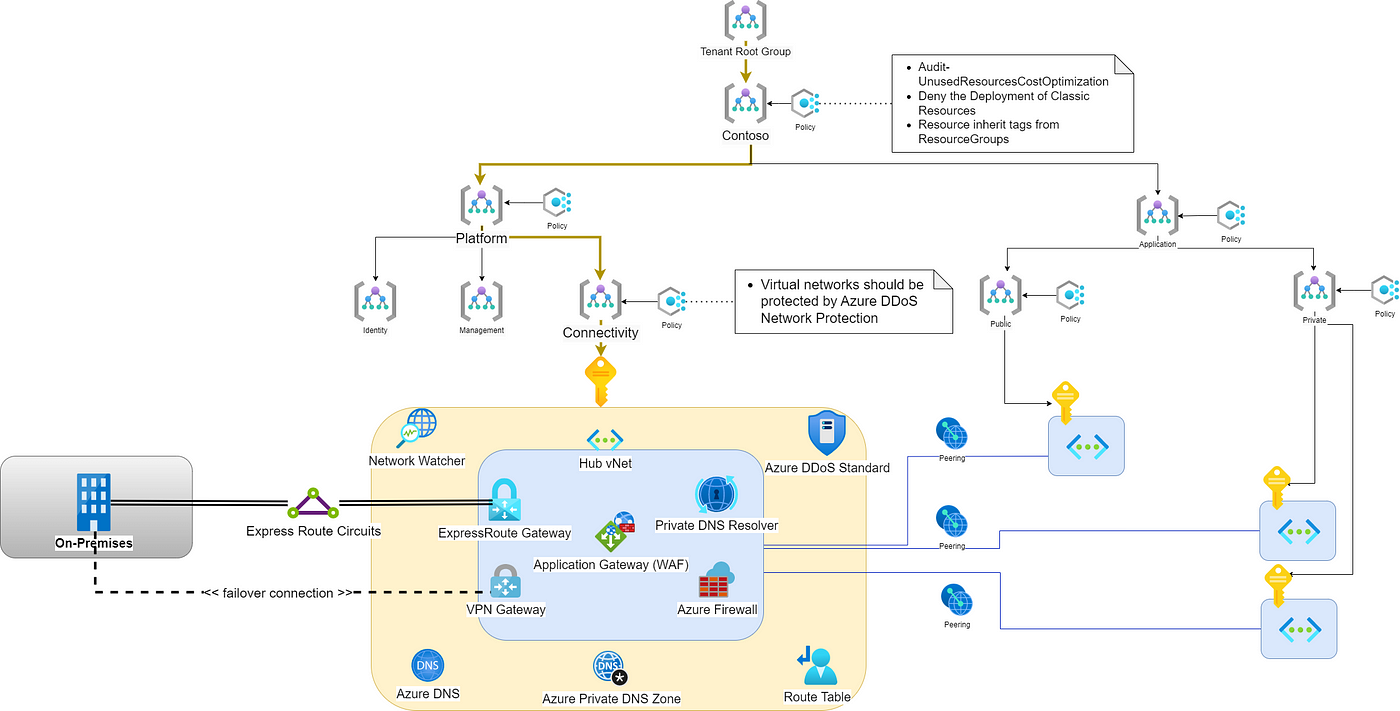 Tenant Root Group
Contoso
Policy
• Audit-
UnusedResourcesCostOptimization
• Deny the Deployment of Classic
Resources
• Resource inherit tags from
ResourceGroups
Platform
Policy
Application
Policy
Identity
Management
Connectivity
Policy
• Virtual networks should be
protected by Azure DDoS
Network Protection
Public
Policy
Private
Policy
Network Watcher
Hub vNet
Azure DDoS Standard
Peering
On-Premises
Express Route Circuits
ExpressRoute Gateway
Private DNS Resolver
Application Gateway (WAF)
Peering
<< failover connection >>
VPN Gateway
Azure Firewall
Peering
DNS
Azure DNS
DNS
Azure Private DNS Zone
Route Table